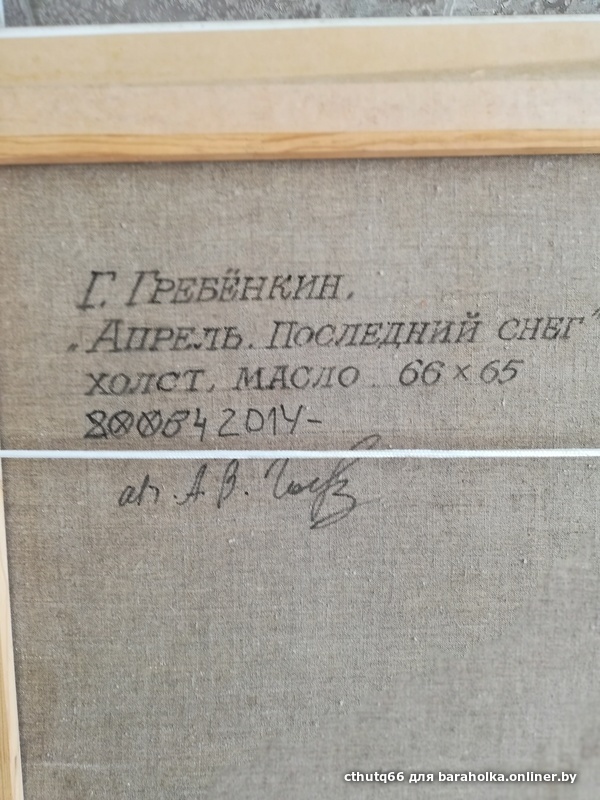 Г. Гребёнкин.
„Апрель. Последний снег"
холст, масло. 66 x 65
2014-
А. В.
cthutq66 для baraholka.onliner.by